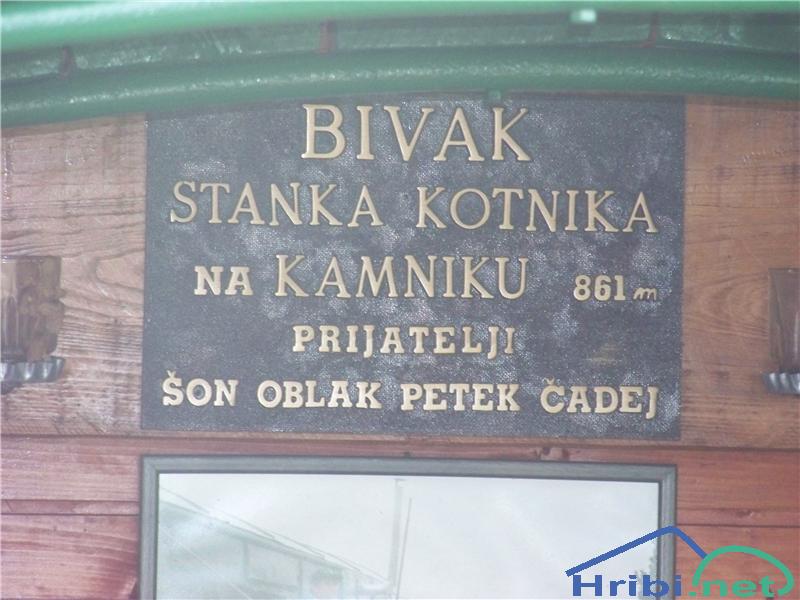 BIVAK
STANKA KOTNIKA
NA KAMNIKU 861 m
PRIJATELJI
ŠON OBLAK PETEK ČADEJ
Hribi.net